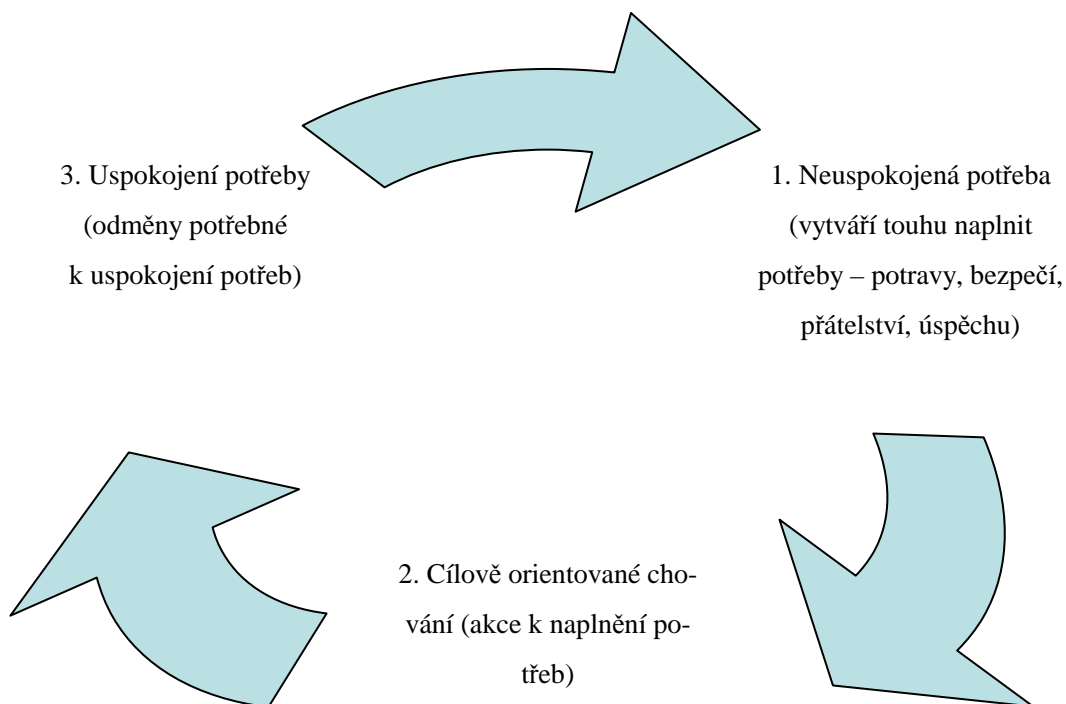 3. Uspokojení potřeby
(odměny potřebné
k uspokojení potřeb)
1. Neuspokojená potřeba
(vytváří touhu naplnit
potřeby – potravy, bezpečí,
přátelství, úspěchu)
2. Cílově orientované cho-
vání (akce k naplnění po-
třeb)